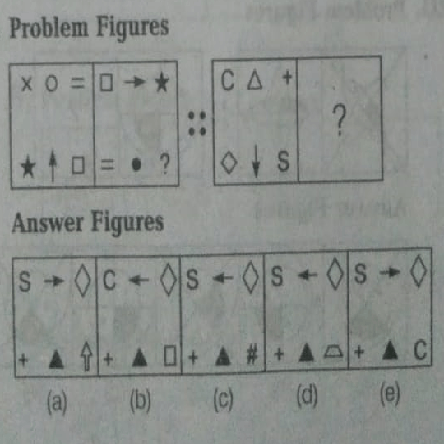 Problem Figures
× ○ = □ → ★ :: C △ +
?
★ ↑ □ = ● ? ◇ ↓ S
Answer Figures
S → ◇ C ← ◇ S ← ◇ S ← ◇ S → ◇
+ ▲ ⇧ + ▲ □ + ▲ # + ▲ ⏢ + ▲ C
(a) (b) (c) (d) (e)